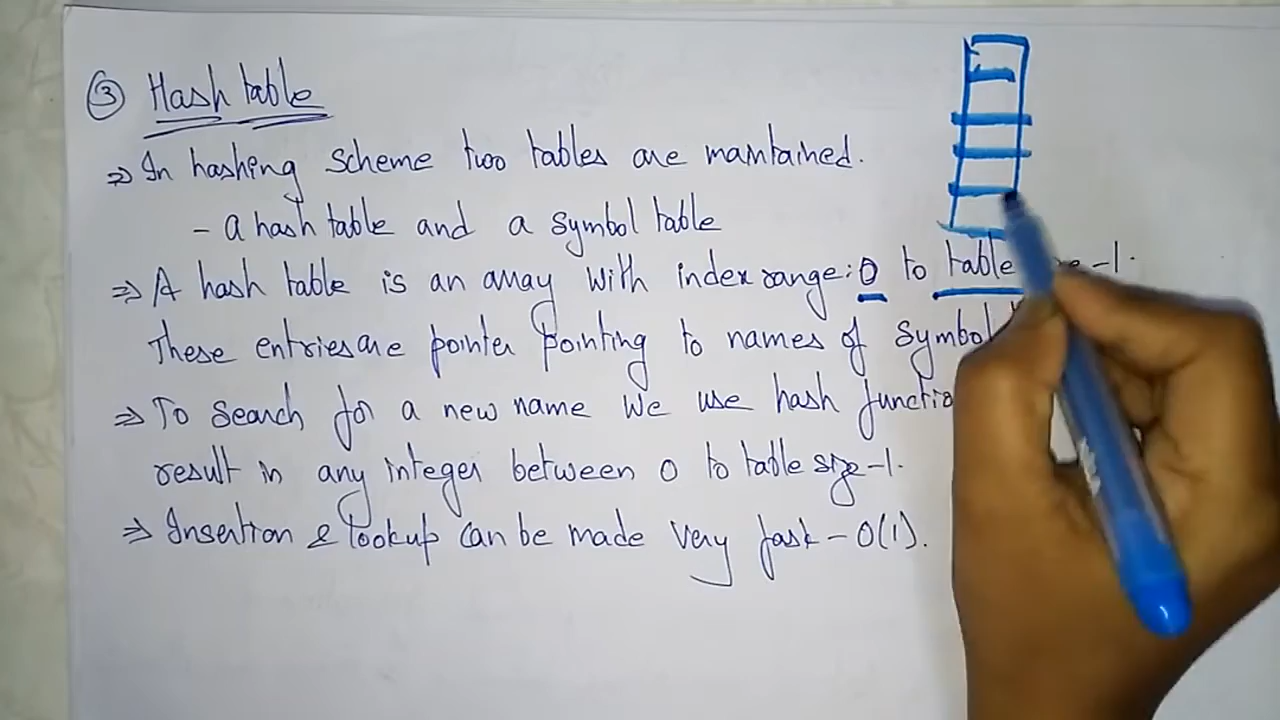 ③ Hash table
⇒ In hashing scheme two tables are maintained.
- a hash table and a symbol table
⇒ A hash table is an array with index range: 0 to table -1.
These entries are pointer pointing to names of symbol
⇒ To Search for a new name we use hash
result in any integer between 0 to table size-1.
⇒ Insertion & lookup can be made very fast - O(1).